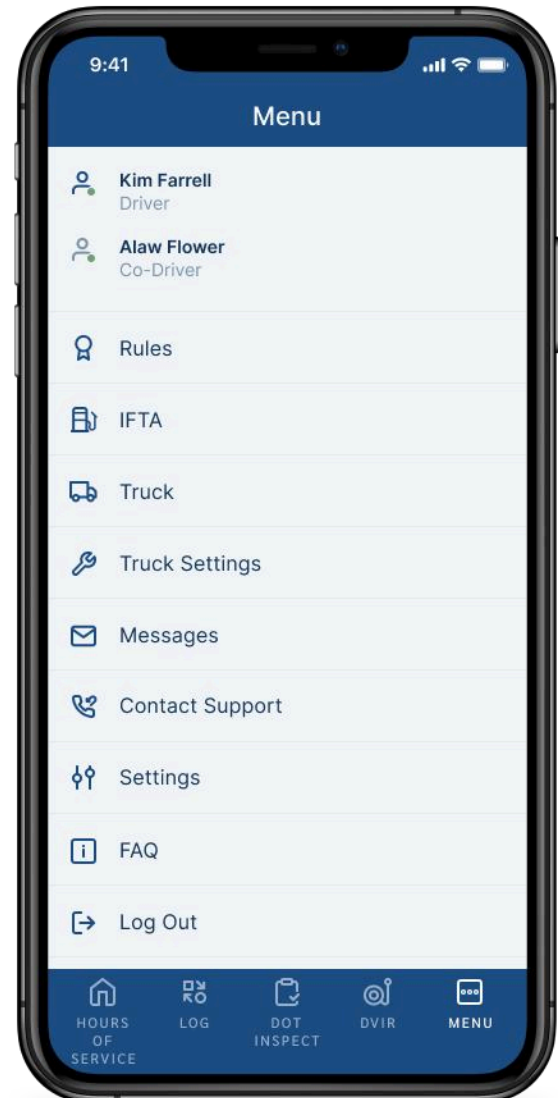 9:41
Menu
Kim Farrell
Driver
Alaw Flower
Co-Driver
Rules
IFTA
Truck
Truck Settings
Messages
Contact Support
Settings
FAQ
Log Out
HOURS
OF
SERVICE
LOG
DOT
INSPECT
DVIR
MENU